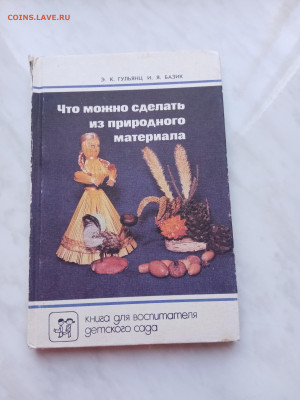 COINS.LAVE.RU
Э. К. ГУЛЬЯНЦ, И. Я. БАЗИК
Что можно сделать
из природного
материала
книга для воспитателя
детского сада